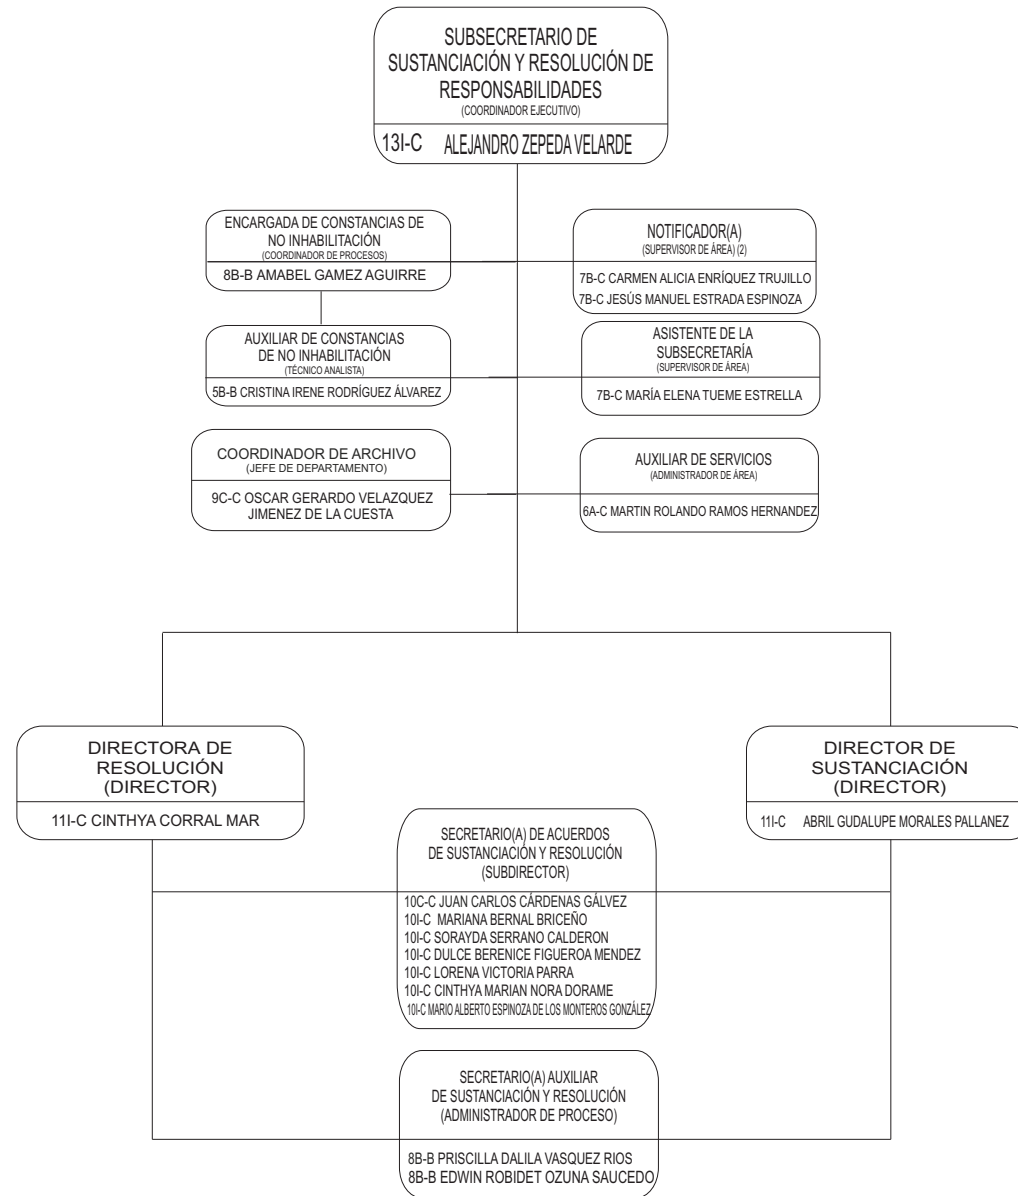 SUBSECRETARIO DE
SUSTANCIACIÓN Y RESOLUCIÓN DE
RESPONSABILIDADES
(COORDINADOR EJECUTIVO)
13I-C ALEJANDRO ZEPEDA VELARDE
ENCARGADA DE CONSTANCIAS DE
NO INHABILITACIÓN
(COORDINADOR DE PROCESOS)
8B-B AMABEL GAMEZ AGUIRRE
NOTIFICADOR(A)
(SUPERVISOR DE ÁREA) (2)
7B-C CARMEN ALICIA ENRÍQUEZ TRUJILLO
7B-C JESÚS MANUEL ESTRADA ESPINOZA
AUXILIAR DE CONSTANCIAS
DE NO INHABILITACIÓN
(TÉCNICO ANALISTA)
5B-B CRISTINA IRENE RODRÍGUEZ ÁLVAREZ
ASISTENTE DE LA
SUBSECRETARÍA
(SUPERVISOR DE ÁREA)
7B-C MARÍA ELENA TUEME ESTRELLA
COORDINADOR DE ARCHIVO
(JEFE DE DEPARTAMENTO)
9C-C OSCAR GERARDO VELAZQUEZ
JIMENEZ DE LA CUESTA
AUXILIAR DE SERVICIOS
(ADMINISTRADOR DE ÁREA)
6A-C MARTIN ROLANDO RAMOS HERNANDEZ
DIRECTORA DE
RESOLUCIÓN
(DIRECTOR)
11I-C CINTHYA CORRAL MAR
DIRECTOR DE
SUSTANCIACIÓN
(DIRECTOR)
11I-C ABRIL GUDALUPE MORALES PALLANEZ
SECRETARIO(A) DE ACUERDOS
DE SUSTANCIACIÓN Y RESOLUCIÓN
(SUBDIRECTOR)
10C-C JUAN CARLOS CÁRDENAS GÁLVEZ
10I-C MARIANA BERNAL BRICEÑO
10I-C SORAYDA SERRANO CALDERON
10I-C DULCE BERENICE FIGUEROA MENDEZ
10I-C LORENA VICTORIA PARRA
10I-C CINTHYA MARIAN NORA DORAME
10I-C MARIO ALBERTO ESPINOZA DE LOS MONTEROS GONZÁLEZ
SECRETARIO(A) AUXILIAR
DE SUSTANCIACIÓN Y RESOLUCIÓN
(ADMINISTRADOR DE PROCESO)
8B-B PRISCILLA DALILA VASQUEZ RIOS
8B-B EDWIN ROBIDET OZUNA SAUCEDO